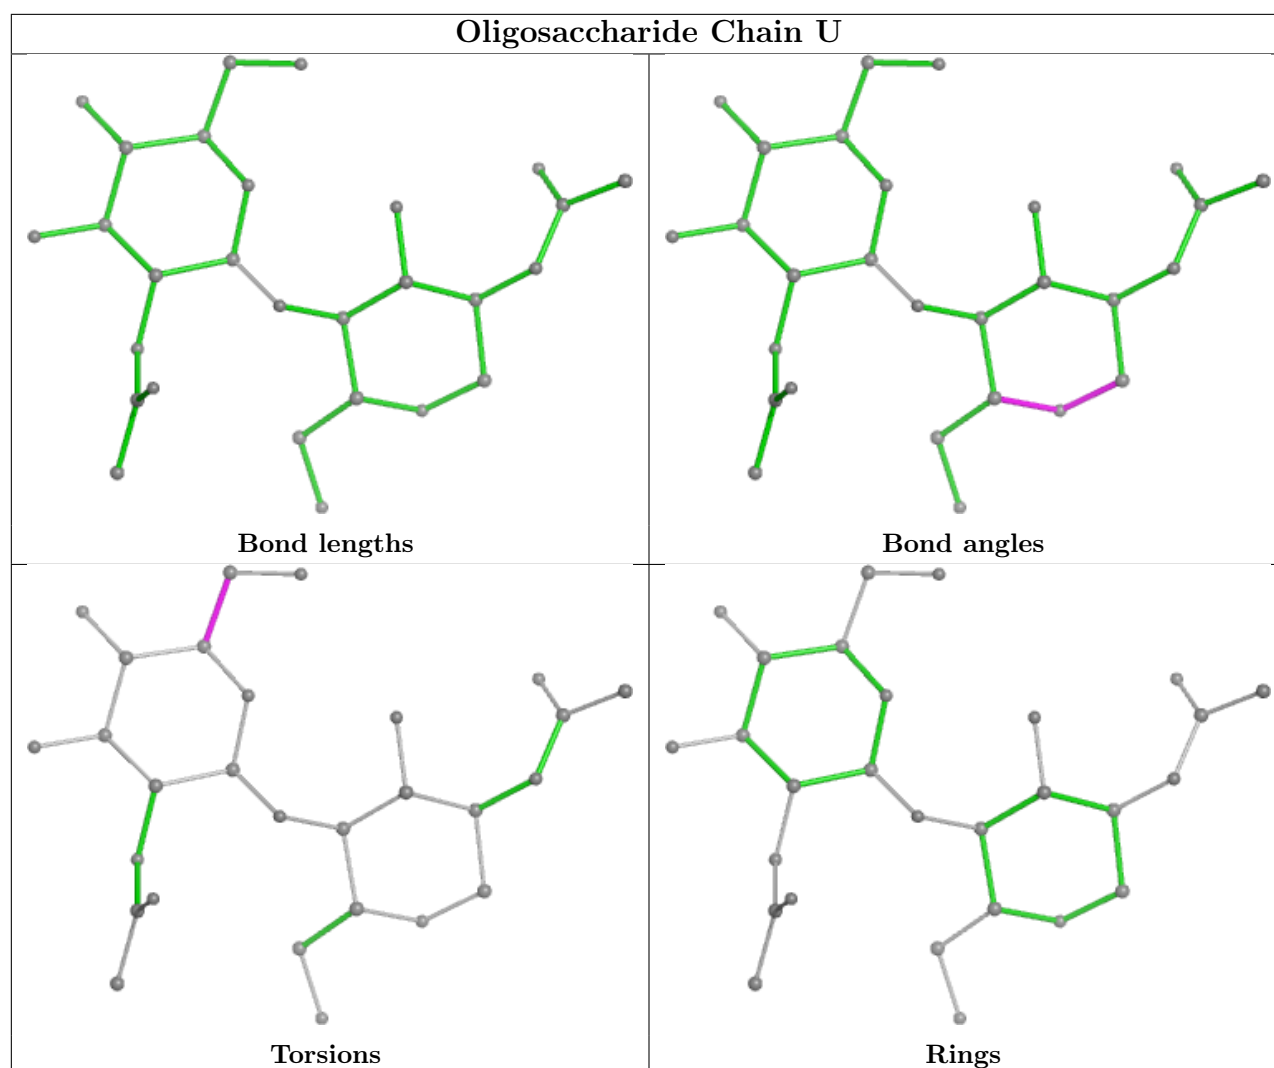 Oligosaccharide Chain U
Bond lengths
Bond angles
Torsions
Rings